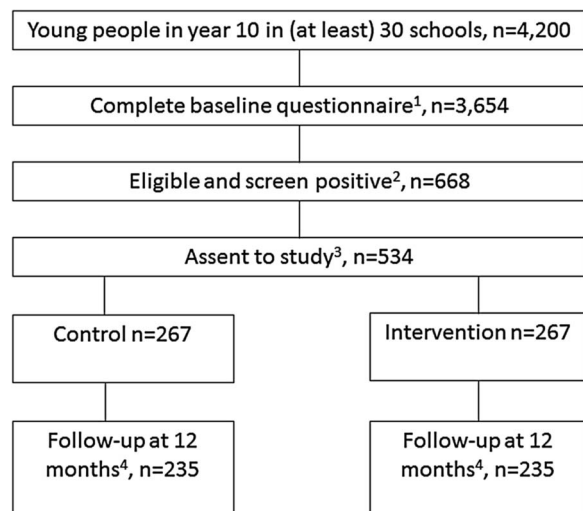 Young people in year 10 in (at least) 30 schools, n=4,200
Complete baseline questionnaire¹, n=3,654
Eligible and screen positive², n=668
Assent to study³, n=534
Control n=267
Intervention n=267
Follow-up at 12
months⁴, n=235
Follow-up at 12
months⁴, n=235